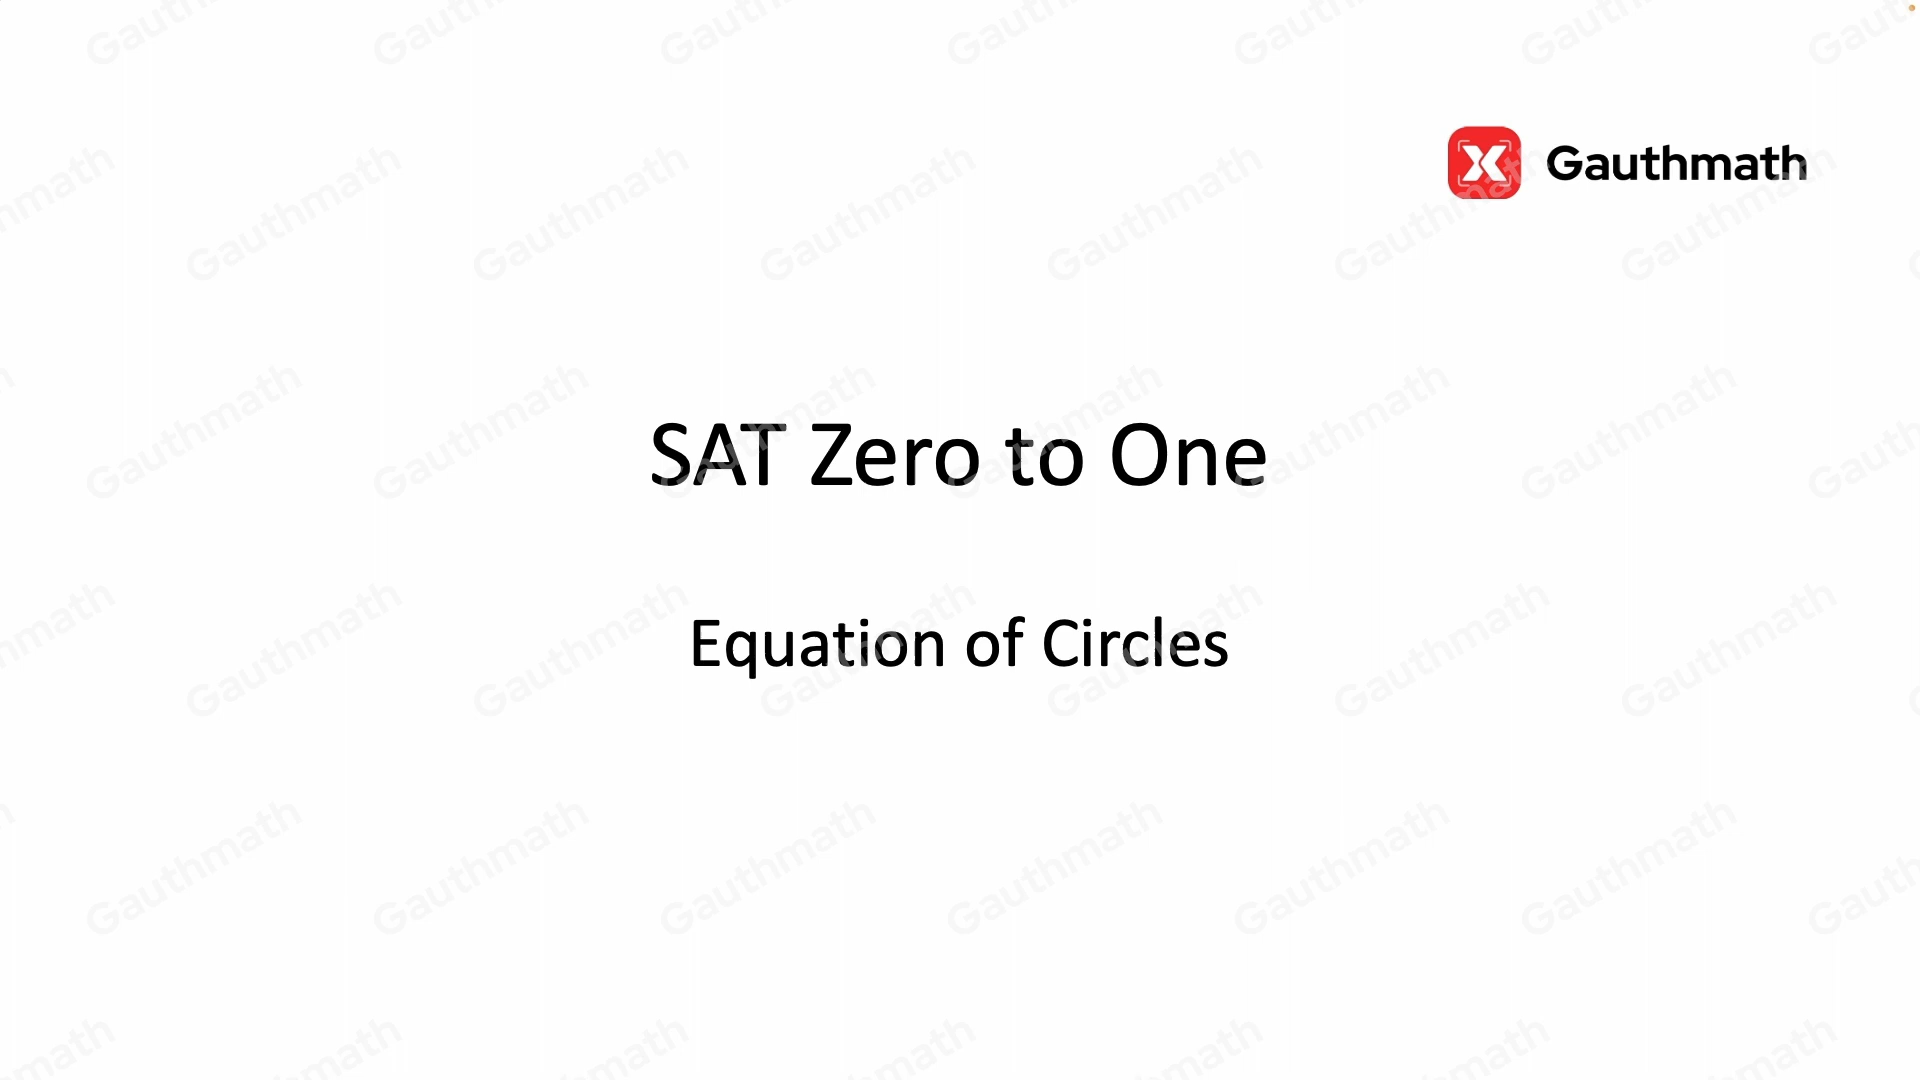 Gauthmath
SAT Zero to One
Equation of Circles